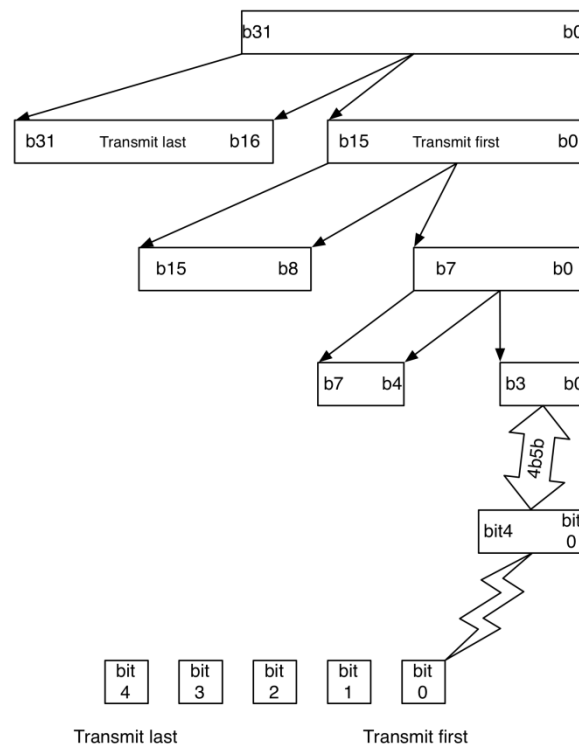 b31 b0
b31 Transmit last b16 b15 Transmit first b0
b15 b8 b7 b0
b7 b4 b3 b0
4b5b
bit4 bit
0
bit bit bit bit bit
4 3 2 1 0
Transmit last Transmit first